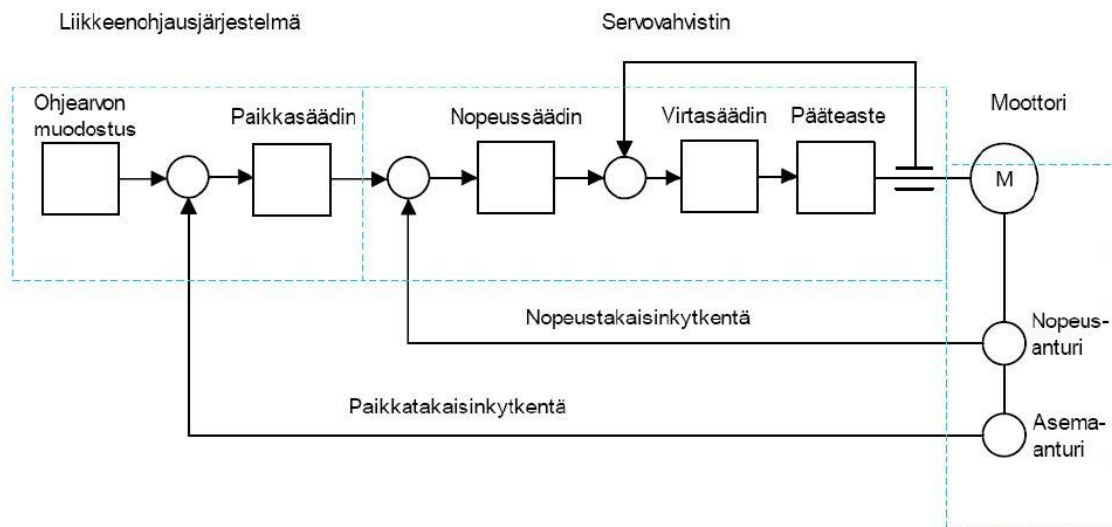 Liikkeenohjausjärjestelmä
Servovahvistin
Ohjearvon
muodostus
Paikkasäädin
Nopeussäädin
Virtasäädin
Pääteaste
Moottori
M
Nopeustakaisinkytkentä
Nopeus-
anturi
Paikkatakaisinkytkentä
Asema-
anturi